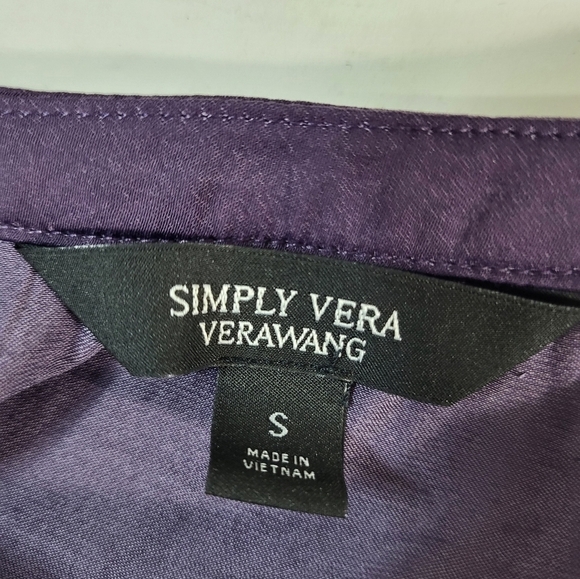 SIMPLY VERA
VERAWANG
S
MADE IN
VIETNAM